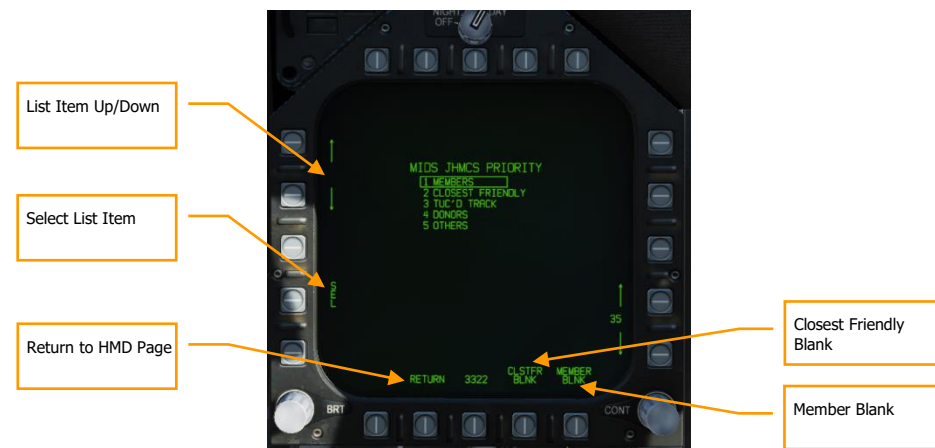 NIGHT
DAY
OFF
List Item Up/Down
MIDS JHMCS PRIORITY
1 MEMBERS
2 CLOSEST FRIENDLY
3 TUC'D TRACK
4 DONORS
5 OTHERS
Select List Item
SEL
35
Closest Friendly
Blank
Return to HMD Page
RETURN
3322
CLSTFR
BLNK
MEMBER
BLNK
BRT
CONT
Member Blank